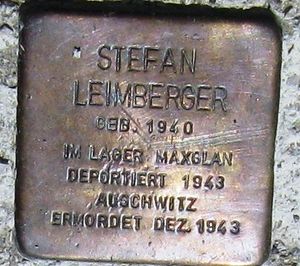 STEFAN
LEIMBERGER
GEB. 1940
IM LAGER MAXGLAN
DEPORTIERT 1943
AUSCHWITZ
ERMORDET DEZ. 1943